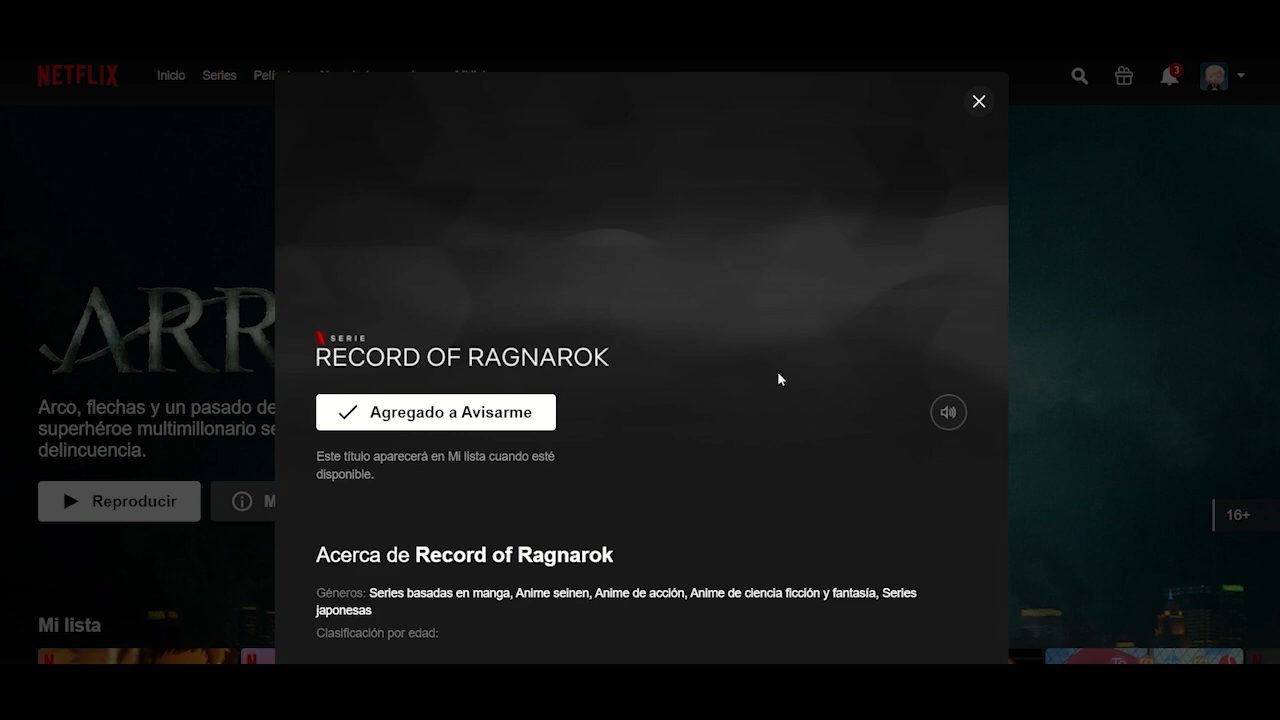 NETFLIX Inicio Series 3
SERIE
RECORD OF RAGNAROK
ARR
Agregado a Avisarme
Arco, flechas y un pasado de
superhéroe multimillonario se
delincuencia.
Este título aparecerá en Mi lista cuando esté
disponible.
Reproducir
16+
Acerca de Record of Ragnarok
Géneros: Series basadas en manga, Anime seinen, Anime de acción, Anime de ciencia ficción y fantasía, Series
japonesas
Clasificación por edad:
Mi lista